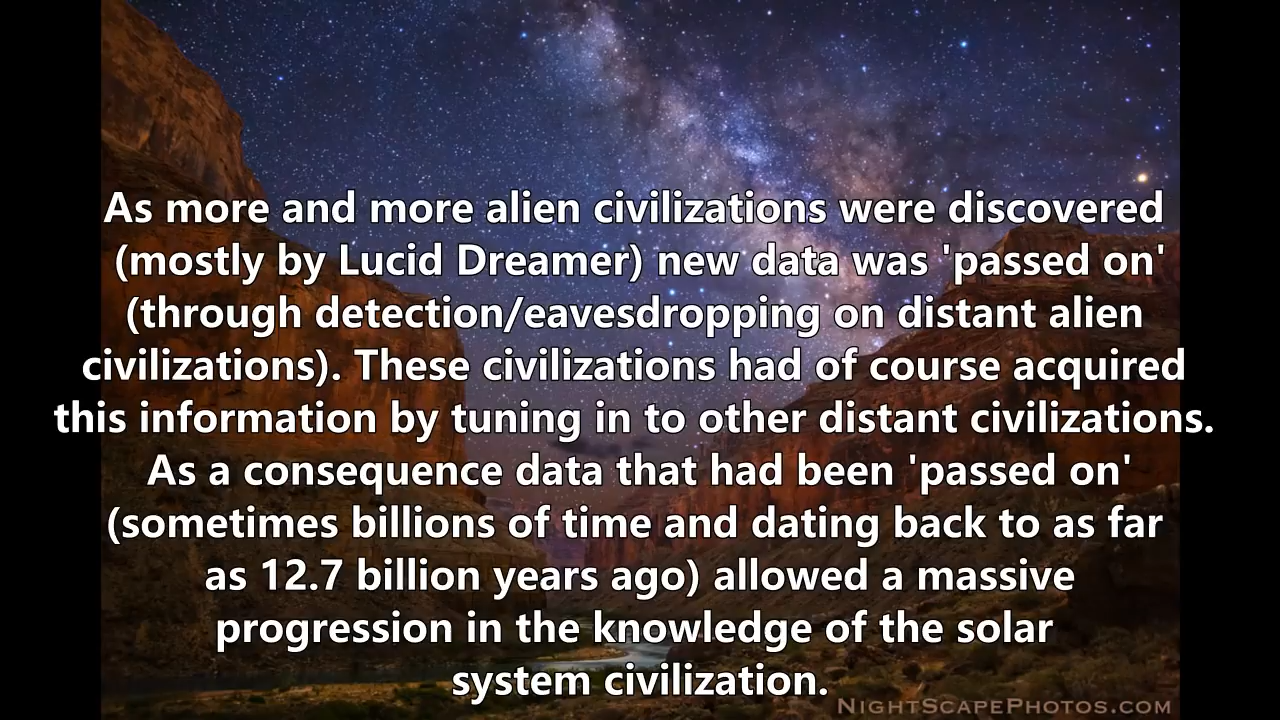 As more and more alien civilizations were discovered
(mostly by Lucid Dreamer) new data was 'passed on'
(through detection/eavesdropping on distant alien
civilizations). These civilizations had of course acquired
this information by tuning in to other distant civilizations.
As a consequence data that had been 'passed on'
(sometimes billions of time and dating back to as far
as 12.7 billion years ago) allowed a massive
progression in the knowledge of the solar
system civilization.
NIGHTSCAPEPHOTOS.COM